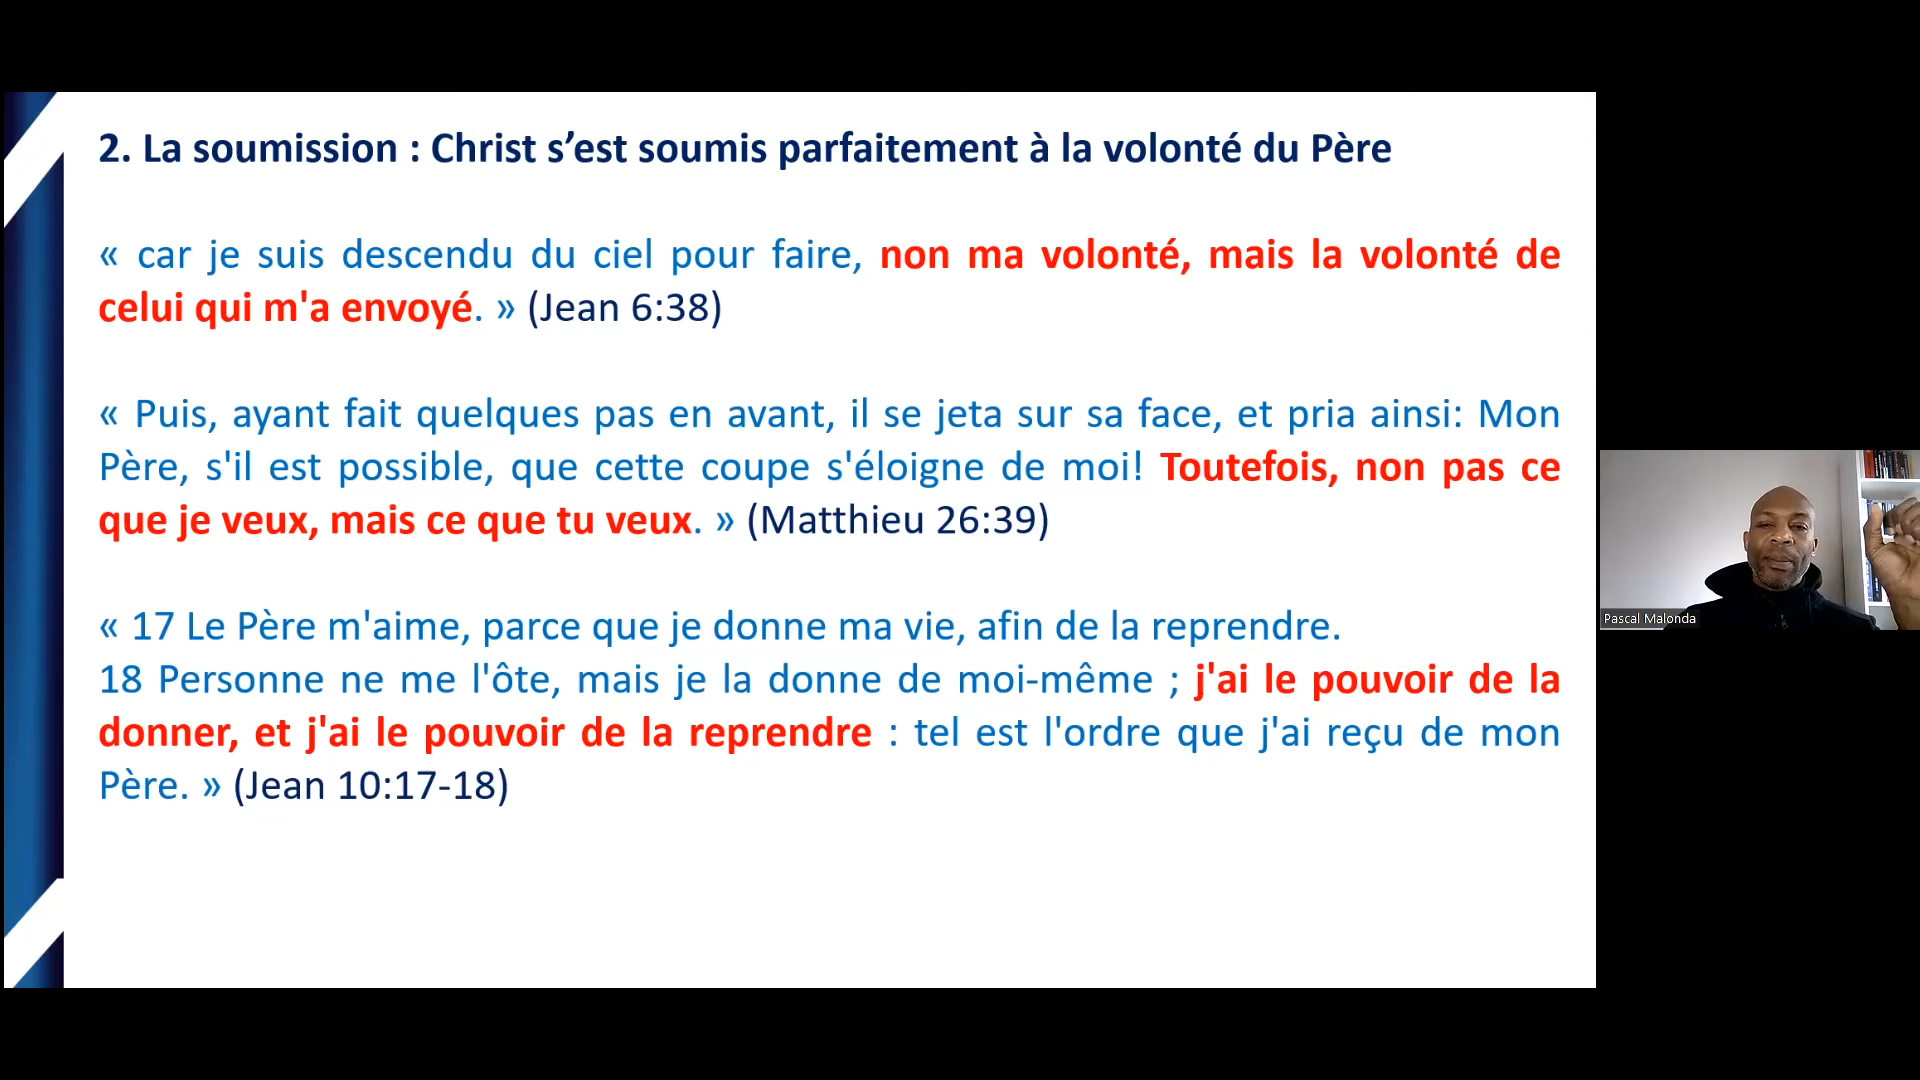 2. La soumission : Christ s’est soumis parfaitement à la volonté du Père
« car je suis descendu du ciel pour faire, non ma volonté, mais la volonté de
celui qui m'a envoyé. » (Jean 6:38)
« Puis, ayant fait quelques pas en avant, il se jeta sur sa face, et pria ainsi: Mon
Père, s'il est possible, que cette coupe s'éloigne de moi! Toutefois, non pas ce
que je veux, mais ce que tu veux. » (Matthieu 26:39)
« 17 Le Père m'aime, parce que je donne ma vie, afin de la reprendre.
18 Personne ne me l'ôte, mais je la donne de moi-même ; j'ai le pouvoir de la
donner, et j'ai le pouvoir de la reprendre : tel est l'ordre que j'ai reçu de mon
Père. » (Jean 10:17-18)
Pascal Malonda